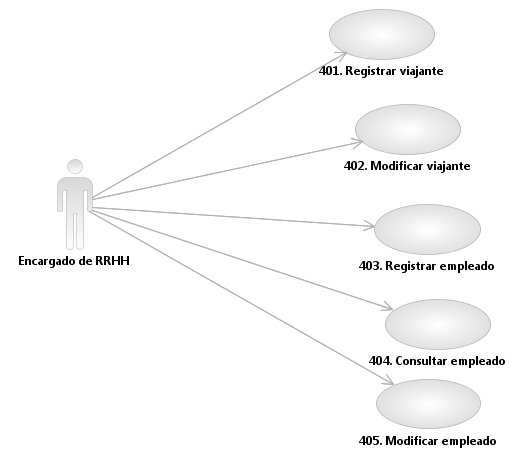 401. Registrar viajante
402. Modificar viajante
Encargado de RRHH
403. Registrar empleado
404. Consultar empleado
405. Modificar empleado